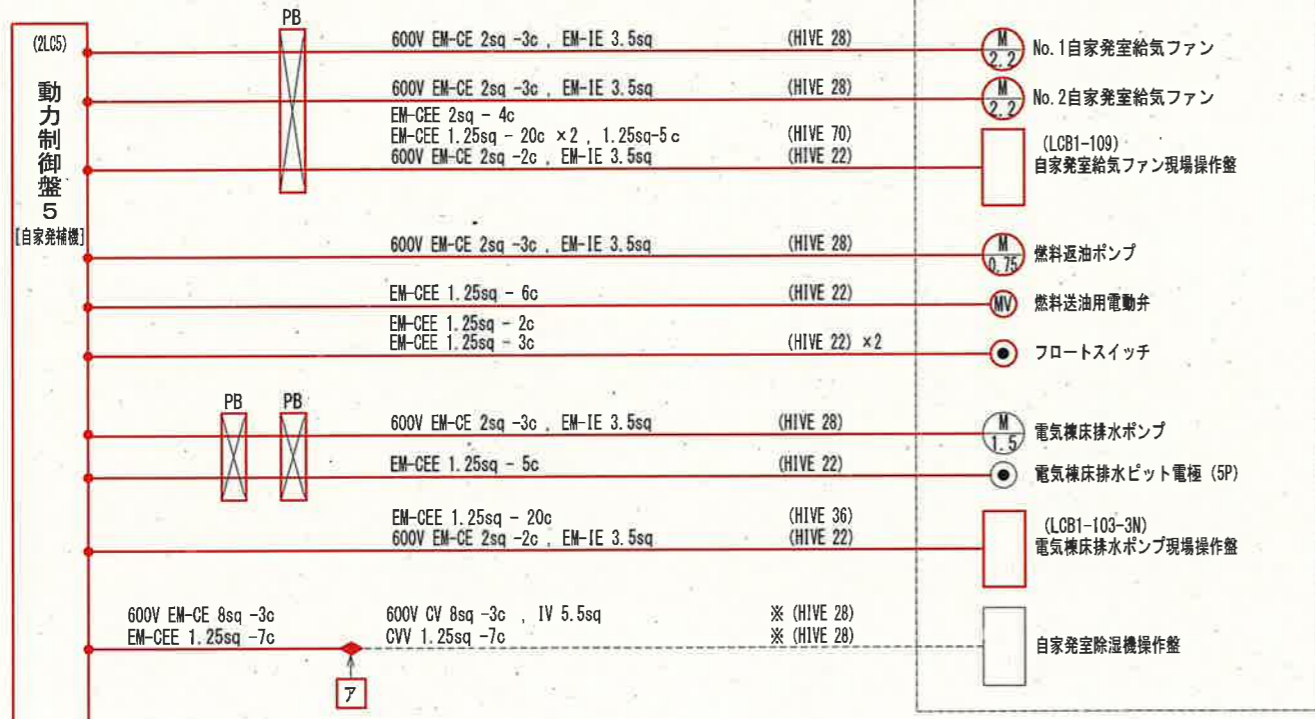 (2LC5)
動力制御盤5
[自家発補機]
PB
600V EM-CE 2sq -3c , EM-IE 3.5sq (HIVE 28)
M
2.2
No.1自家発室給気ファン
600V EM-CE 2sq -3c , EM-IE 3.5sq (HIVE 28)
M
2.2
No.2自家発室給気ファン
EM-CEE 2sq - 4c
EM-CEE 1.25sq - 20c ×2 , 1.25sq-5c (HIVE 70)
600V EM-CE 2sq -2c , EM-IE 3.5sq (HIVE 22)
(LCB1-109)
自家発室給気ファン現場操作盤
600V EM-CE 2sq -3c , EM-IE 3.5sq (HIVE 28)
M
0.75
燃料返油ポンプ
EM-CEE 1.25sq - 6c (HIVE 22)
MV
燃料送油用電動弁
EM-CEE 1.25sq - 2c
EM-CEE 1.25sq - 3c (HIVE 22) ×2
フロートスイッチ
PB
PB
600V EM-CE 2sq -3c , EM-IE 3.5sq (HIVE 28)
M
1.5
電気棟床排水ポンプ
EM-CEE 1.25sq - 5c (HIVE 22)
電気棟床排水ピット電極 (5P)
EM-CEE 1.25sq - 20c (HIVE 36)
600V EM-CE 2sq -2c , EM-IE 3.5sq (HIVE 22)
(LCB1-103-3N)
電気棟床排水ポンプ現場操作盤
600V EM-CE 8sq -3c
EM-CEE 1.25sq -7c
600V CV 8sq -3c , IV 5.5sq ※ (HIVE 28)
CVV 1.25sq -7c ※ (HIVE 28)
ア
自家発室除湿機操作盤